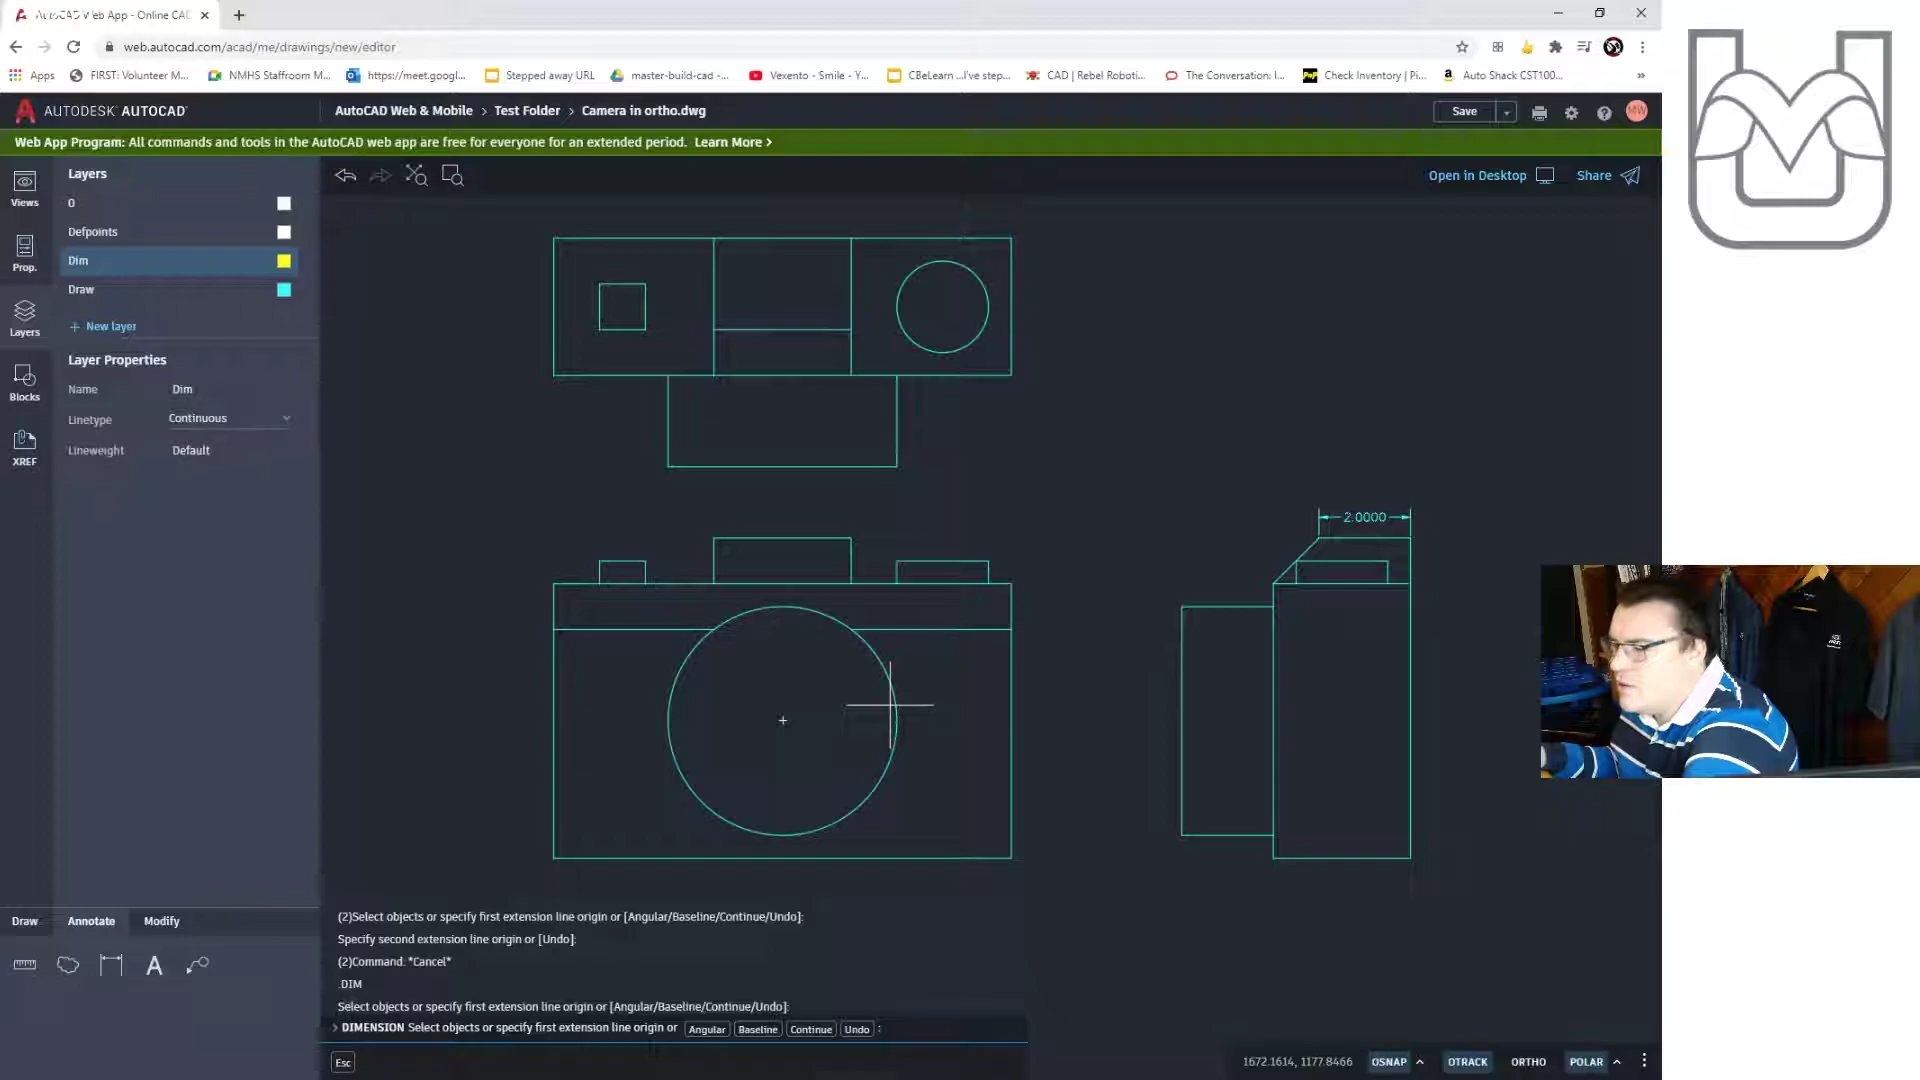 AutoCAD Web App - Online CAD
web.autocad.com/acad/me/drawings/new/editor
Apps FIRST: Volunteer M... NMHS Staffroom M... https://meet.googl... Stepped away URL master-build-cad -... Vexento - Smile - Y... CBeLearn ...I've step... CAD | Rebel Roboti... The Conversation: I... Check Inventory | Pi... Auto Shack CST100... »
AUTODESK® AUTOCAD® AutoCAD Web & Mobile > Test Folder > Camera in ortho.dwg Save MW
Web App Program: All commands and tools in the AutoCAD web app are free for everyone for an extended period. Learn More >
Views
Prop.
Layers
Blocks
XREF
Layers
0
Defpoints
Dim
Draw
+ New layer
Layer Properties
Name Dim
Linetype Continuous
Lineweight Default
Open in Desktop Share
2.0000
Draw Annotate Modify
A
(2)Select objects or specify first extension line origin or [Angular/Baseline/Continue/Undo]:
Specify second extension line origin or [Undo]:
(2)Command: *Cancel*
.DIM
Select objects or specify first extension line origin or [Angular/Baseline/Continue/Undo]:
> DIMENSION Select objects or specify first extension line origin or Angular Baseline Continue Undo :
Esc
1672.1614, 1177.8466 OSNAP OTRACK ORTHO POLAR